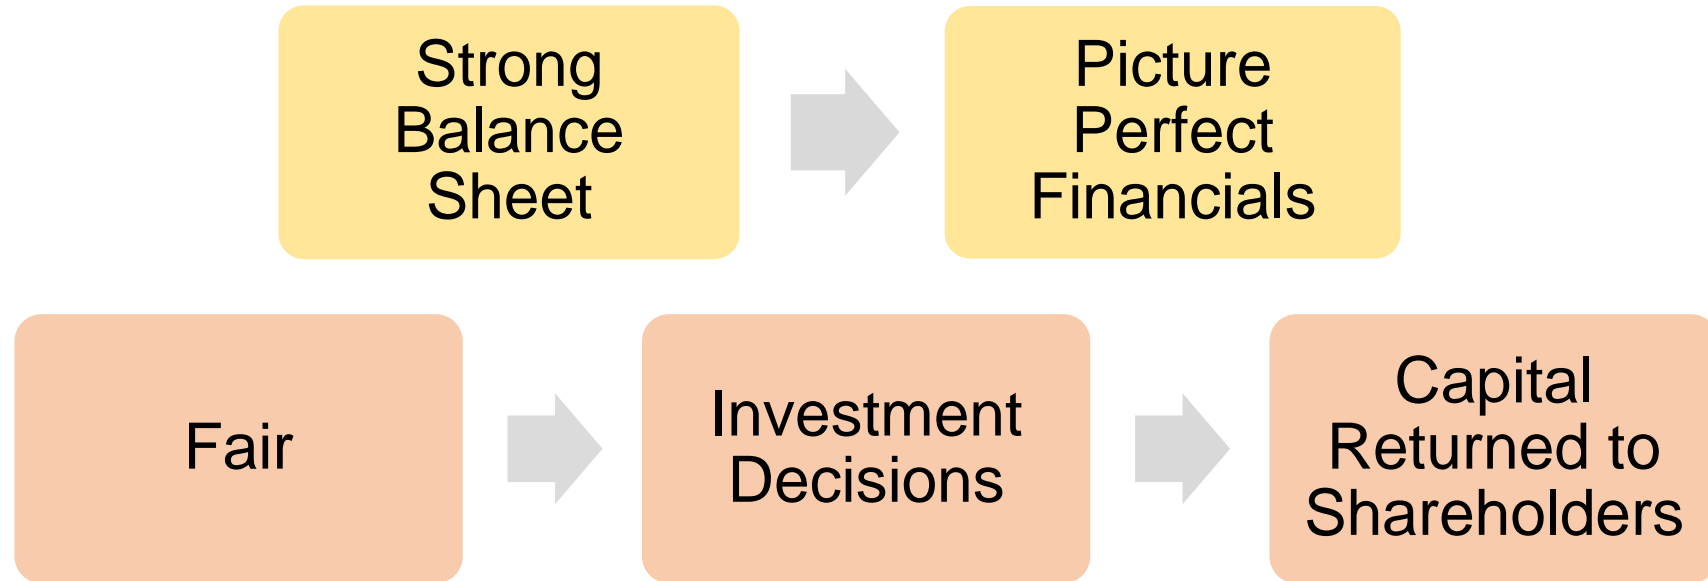 Strong
Balance
Sheet
Picture
Perfect
Financials
Fair
Investment
Decisions
Capital
Returned to
Shareholders